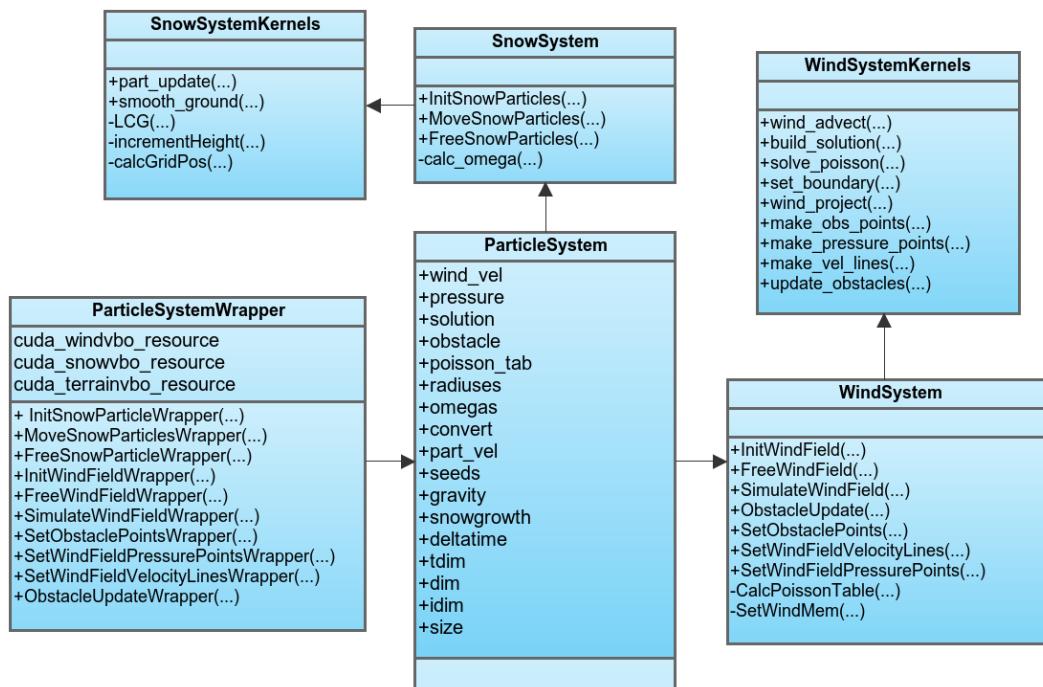 SnowSystemKernels
+part_update(...)
+smooth_ground(...)
-LCG(...)
-incrementHeight(...)
-calcGridPos(...)
SnowSystem
+InitSnowParticles(...)
+MoveSnowParticles(...)
+FreeSnowParticles(...)
-calc_omega(...)
WindSystemKernels
+wind_advect(...)
+build_solution(...)
+solve_poisson(...)
+set_boundary(...)
+wind_project(...)
+make_obs_points(...)
+make_pressure_points(...)
+make_vel_lines(...)
+update_obstacles(...)
ParticleSystemWrapper
cuda_windvbo_resource
cuda_snowvbo_resource
cuda_terrainvbo_resource
+ InitSnowParticleWrapper(...)
+MoveSnowParticlesWrapper(...)
+FreeSnowParticleWrapper(...)
+InitWindFieldWrapper(...)
+FreeWindFieldWrapper(...)
+SimulateWindFieldWrapper(...)
+SetObstaclePointsWrapper(...)
+SetWindFieldPressurePointsWrapper(...)
+SetWindFieldVelocityLinesWrapper(...)
+ObstacleUpdateWrapper(...)
ParticleSystem
+wind_vel
+pressure
+solution
+obstacle
+poisson_tab
+radiuses
+omegas
+convert
+part_vel
+seeds
+gravity
+snowgrowth
+deltatime
+tdim
+dim
+idim
+size
WindSystem
+InitWindField(...)
+FreeWindField(...)
+SimulateWindField(...)
+ObstacleUpdate(...)
+SetObstaclePoints(...)
+SetWindFieldVelocityLines(...)
+SetWindFieldPressurePoints(...)
-CalcPoissonTable(...)
-SetWindMem(...)